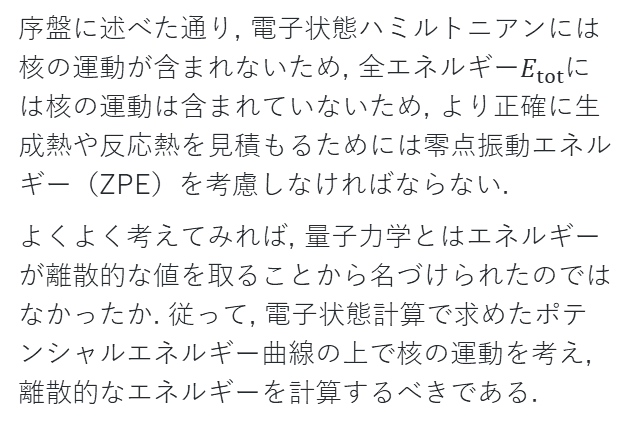 序盤に述べた通り, 電子状態ハミルトニアンには
核の運動が含まれないため, 全エネルギーE_totに
は核の運動は含まれていないため, より正確に生
成熱や反応熱を見積もるためには零点振動エネル
ギー（ZPE）を考慮しなければならない.
よくよく考えてみれば, 量子力学とはエネルギー
が離散的な値を取ることから名づけられたのでは
なかったか. 従って, 電子状態計算で求めたポテ
ンシャルエネルギー曲線の上で核の運動を考え,
離散的なエネルギーを計算するべきである.